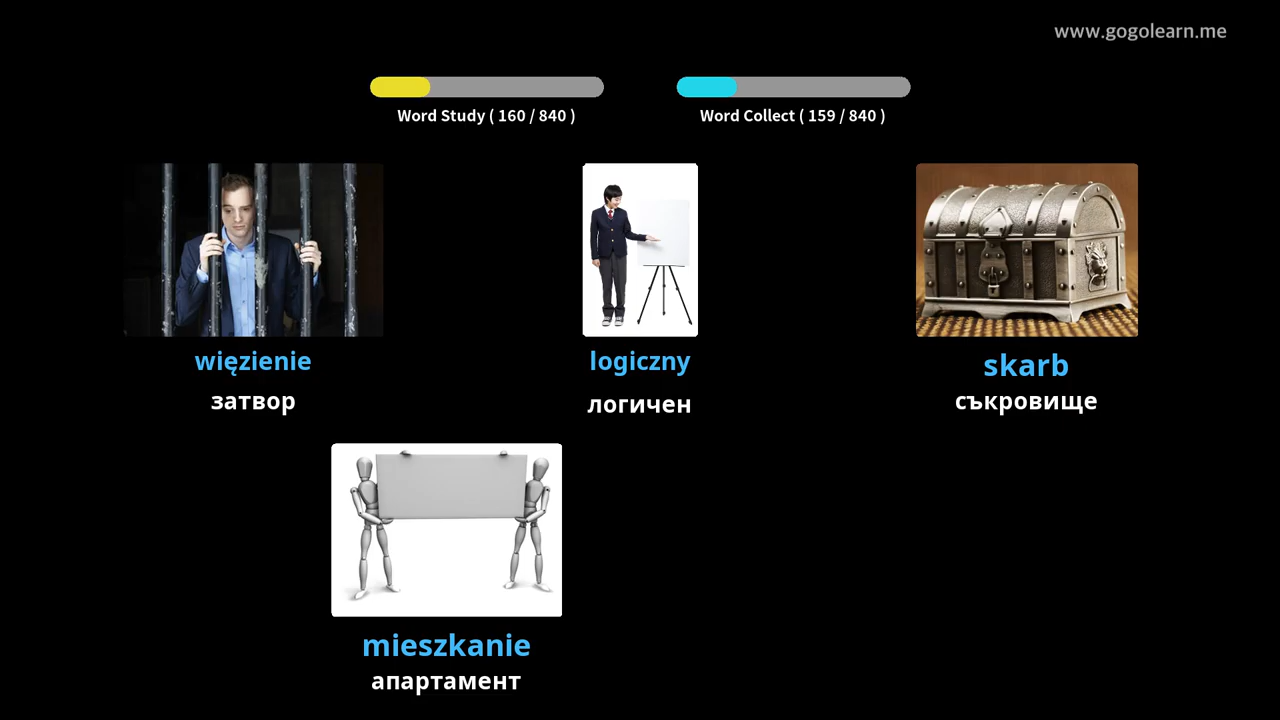 www.gogolearn.me
Word Study ( 160 / 840 )
Word Collect ( 159 / 840 )
więzienie
затвор
logiczny
логичен
skarb
съкровище
mieszkanie
апартамент